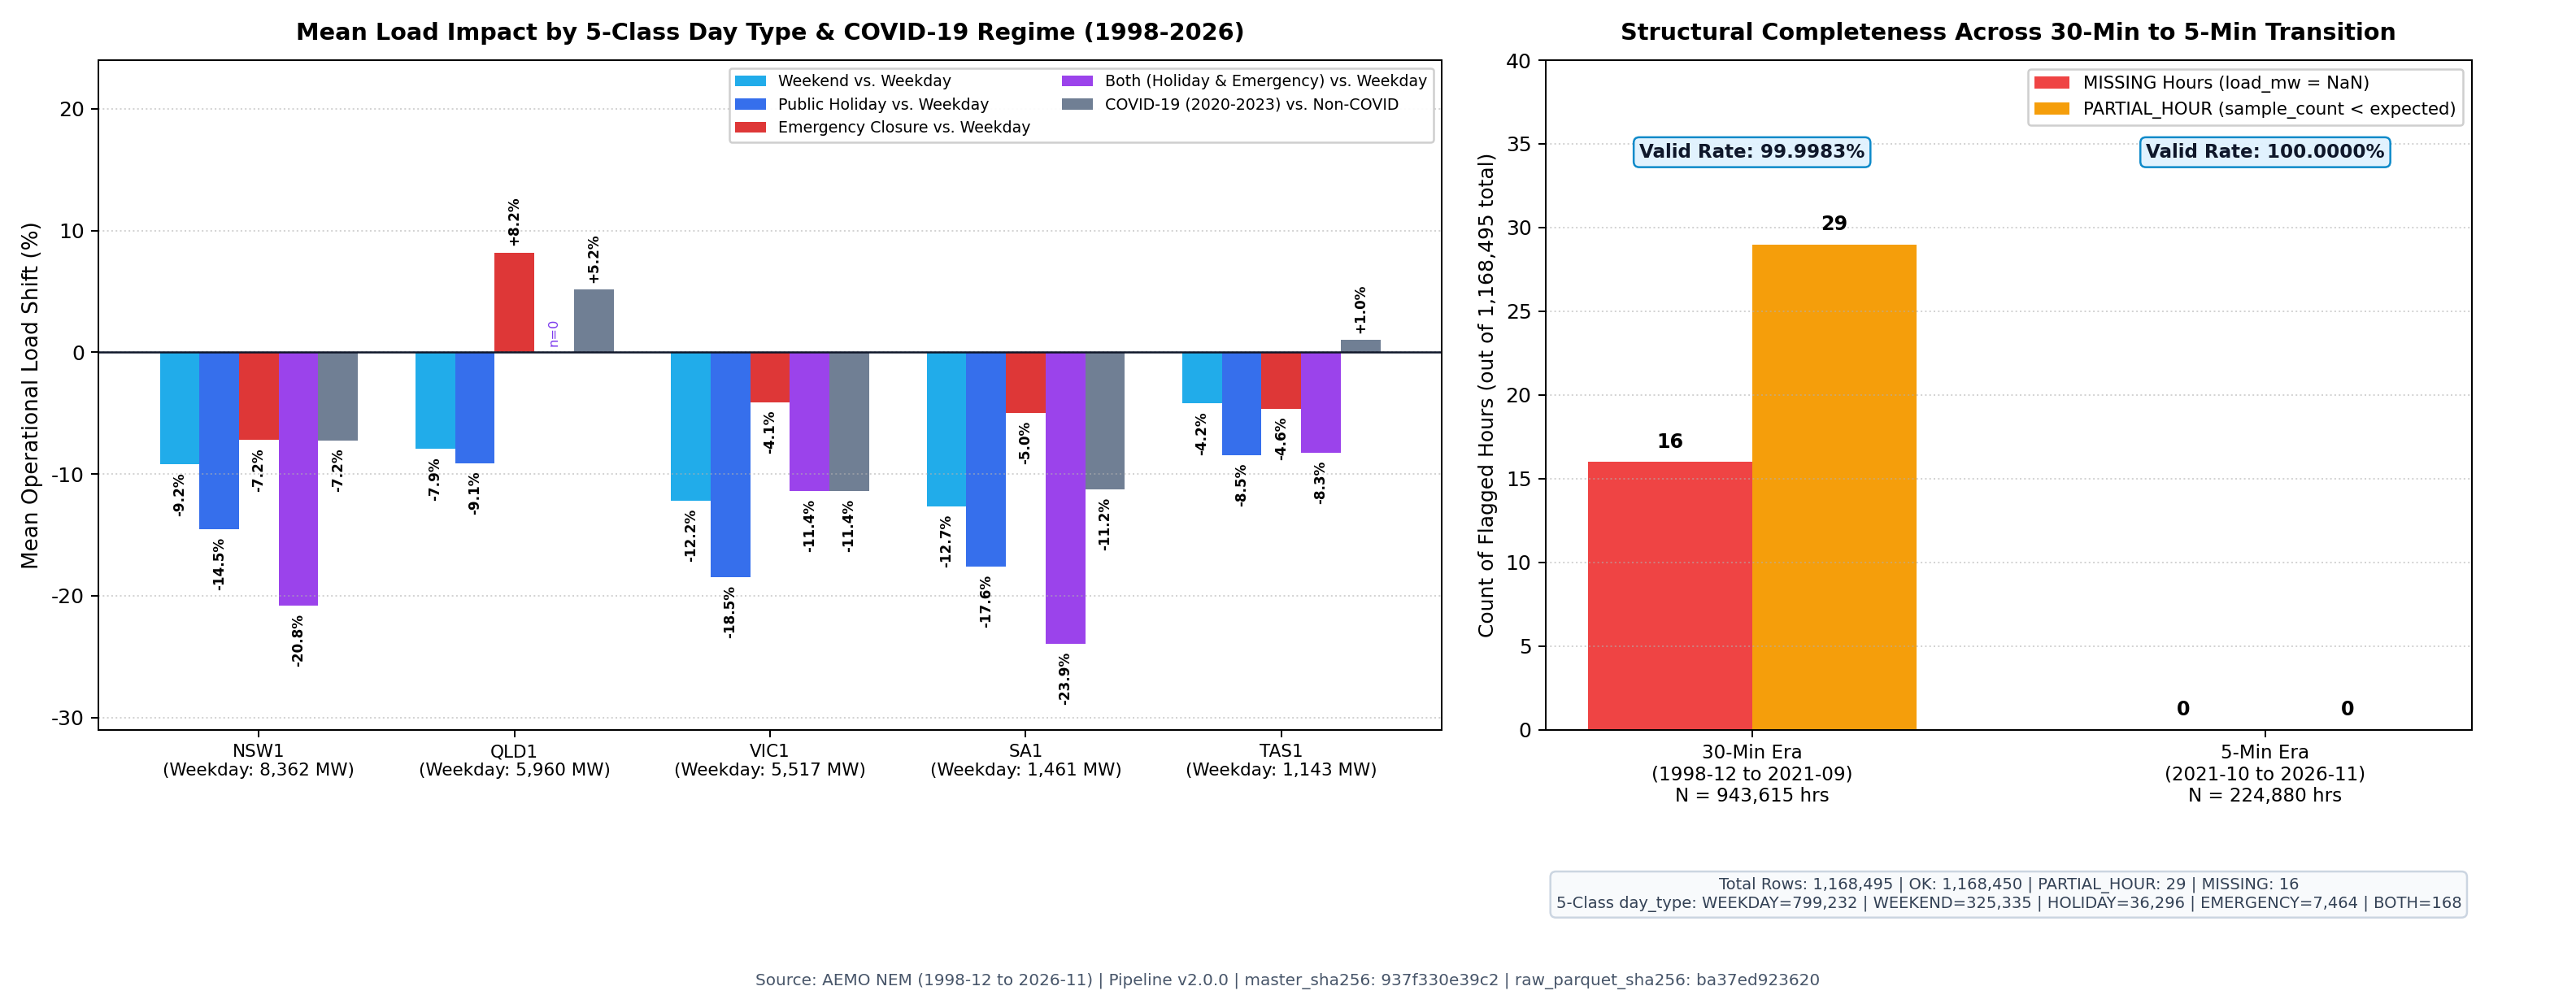 Mean Load Impact by 5-Class Day Type & COVID-19 Regime (1998-2026)
Mean Operational Load Shift (%)
20
10
0
-10
-20
-30
Weekend vs. Weekday
Public Holiday vs. Weekday
Emergency Closure vs. Weekday
Both (Holiday & Emergency) vs. Weekday
COVID-19 (2020-2023) vs. Non-COVID
-9.2%
-14.5%
-7.2%
-20.8%
-7.2%
-7.9%
-9.1%
+8.2%
n=0
+5.2%
-12.2%
-18.5%
-4.1%
-11.4%
-11.4%
-12.7%
-17.6%
-5.0%
-23.9%
-11.2%
-4.2%
-8.5%
-4.6%
-8.3%
+1.0%
NSW1
(Weekday: 8,362 MW)
QLD1
(Weekday: 5,960 MW)
VIC1
(Weekday: 5,517 MW)
SA1
(Weekday: 1,461 MW)
TAS1
(Weekday: 1,143 MW)
Structural Completeness Across 30-Min to 5-Min Transition
Count of Flagged Hours (out of 1,168,495 total)
40
35
30
25
20
15
10
5
0
MISSING Hours (load_mw = NaN)
PARTIAL_HOUR (sample_count < expected)
Valid Rate: 99.9983%
Valid Rate: 100.0000%
16
29
0
0
30-Min Era
(1998-12 to 2021-09)
N = 943,615 hrs
5-Min Era
(2021-10 to 2026-11)
N = 224,880 hrs
Total Rows: 1,168,495 | OK: 1,168,450 | PARTIAL_HOUR: 29 | MISSING: 16
5-Class day_type: WEEKDAY=799,232 | WEEKEND=325,335 | HOLIDAY=36,296 | EMERGENCY=7,464 | BOTH=168
Source: AEMO NEM (1998-12 to 2026-11) | Pipeline v2.0.0 | master_sha256: 937f330e39c2 | raw_parquet_sha256: ba37ed923620